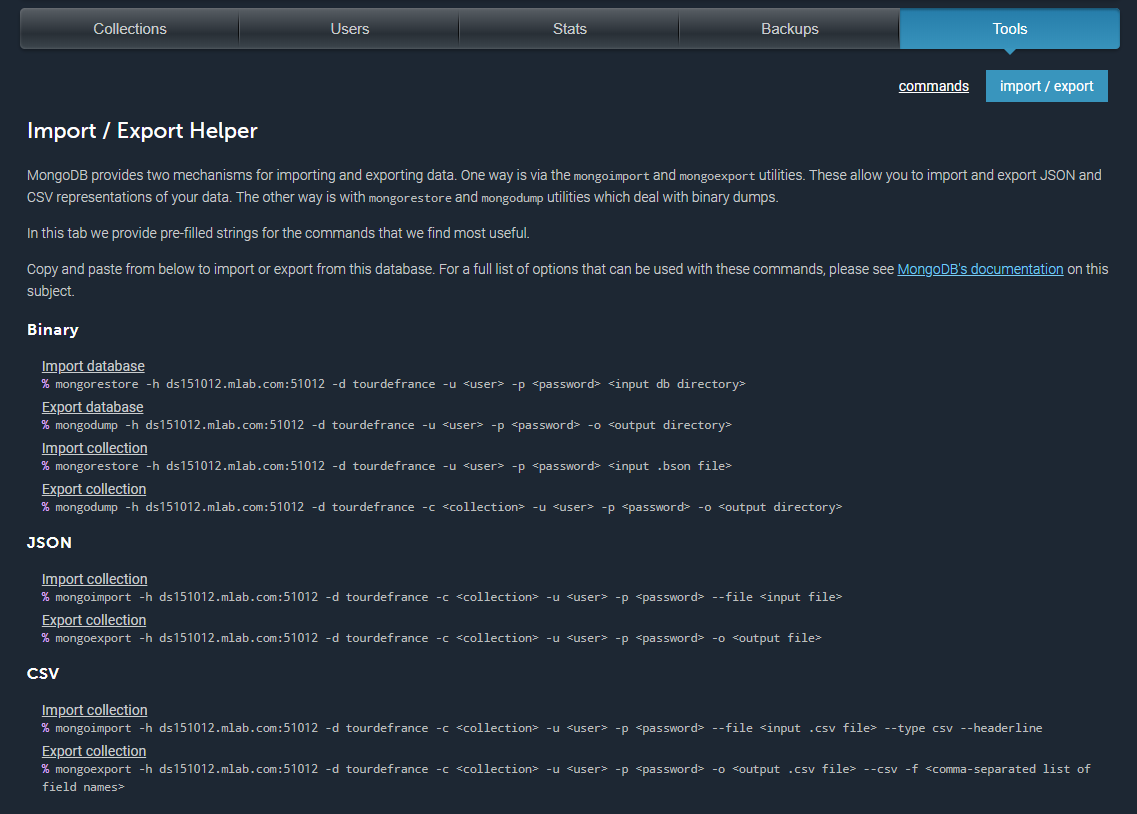 Collections
Users
Stats
Backups
Tools
commands
import / export
Import / Export Helper
MongoDB provides two mechanisms for importing and exporting data. One way is via the mongoimport and mongoexport utilities. These allow you to import and export JSON and
CSV representations of your data. The other way is with mongorestore and mongodump utilities which deal with binary dumps.
In this tab we provide pre-filled strings for the commands that we find most useful.
Copy and paste from below to import or export from this database. For a full list of options that can be used with these commands, please see MongoDB's documentation on this
subject.
Binary
Import database
% mongorestore -h ds151012.mlab.com:51012 -d tourdefrance -u <user> -p <password> <input db directory>
Export database
% mongodump -h ds151012.mlab.com:51012 -d tourdefrance -u <user> -p <password> -o <output directory>
Import collection
% mongorestore -h ds151012.mlab.com:51012 -d tourdefrance -u <user> -p <password> <input .bson file>
Export collection
% mongodump -h ds151012.mlab.com:51012 -d tourdefrance -c <collection> -u <user> -p <password> -o <output directory>
JSON
Import collection
% mongoimport -h ds151012.mlab.com:51012 -d tourdefrance -c <collection> -u <user> -p <password> --file <input file>
Export collection
% mongoexport -h ds151012.mlab.com:51012 -d tourdefrance -c <collection> -u <user> -p <password> -o <output file>
CSV
Import collection
% mongoimport -h ds151012.mlab.com:51012 -d tourdefrance -c <collection> -u <user> -p <password> --file <input .csv file> --type csv --headerline
Export collection
% mongoexport -h ds151012.mlab.com:51012 -d tourdefrance -c <collection> -u <user> -p <password> -o <output .csv file> --csv -f <comma-separated list of
field names>